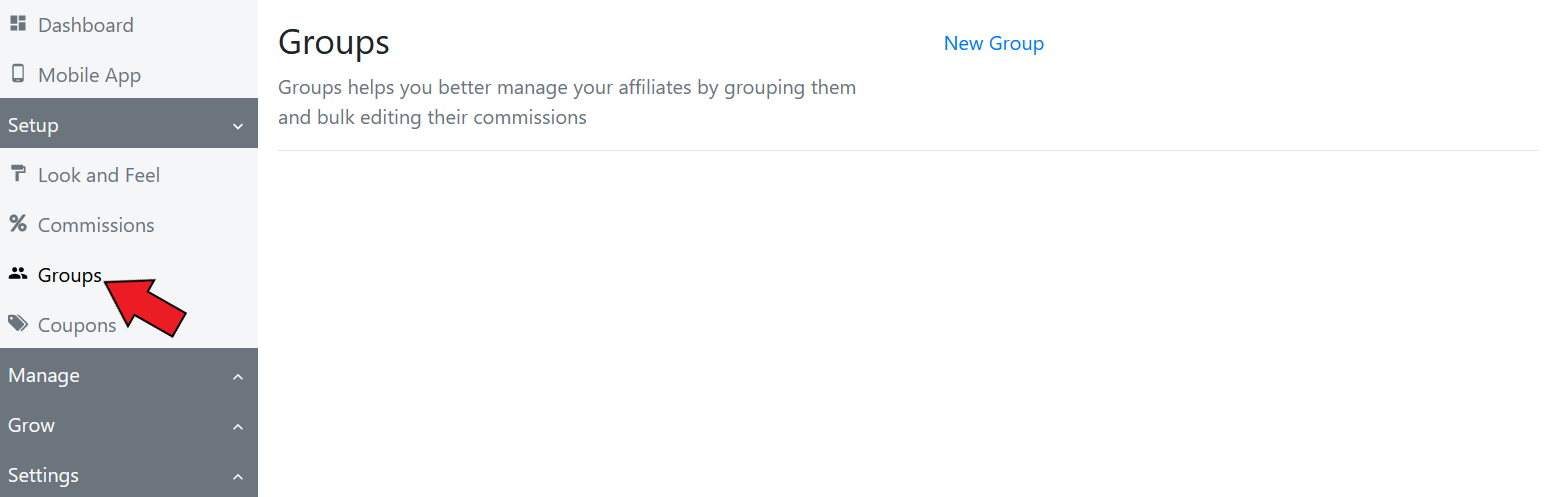 Dashboard
Mobile App
Setup
Look and Feel
Commissions
Groups
Coupons
Manage
Grow
Settings
Groups
New Group
Groups helps you better manage your affiliates by grouping them
and bulk editing their commissions